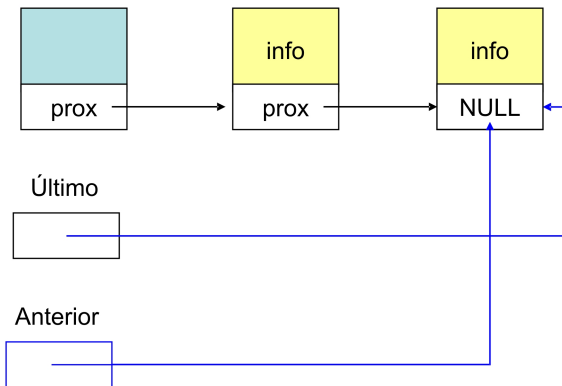 info
info
prox
prox
NULL
Último
Anterior